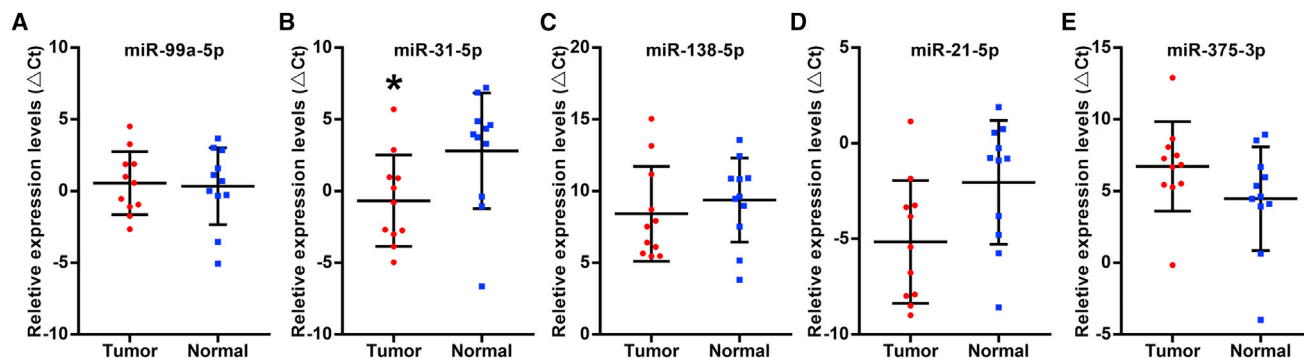 A
miR-99a-5p
Reletive expression levels (△Ct)
10
5
0
-5
-10
Tumor Normal
B
miR-31-5p
Reletive expression levels (△Ct)
10
5
0
-5
-10
*
Tumor Normal
C
miR-138-5p
Reletive expression levels (△Ct)
20
15
10
5
0
Tumor Normal
D
miR-21-5p
Reletive expression levels (△Ct)
5
0
-5
-10
Tumor Normal
E
miR-375-3p
Reletive expression levels (△Ct)
15
10
5
0
-5
Tumor Normal